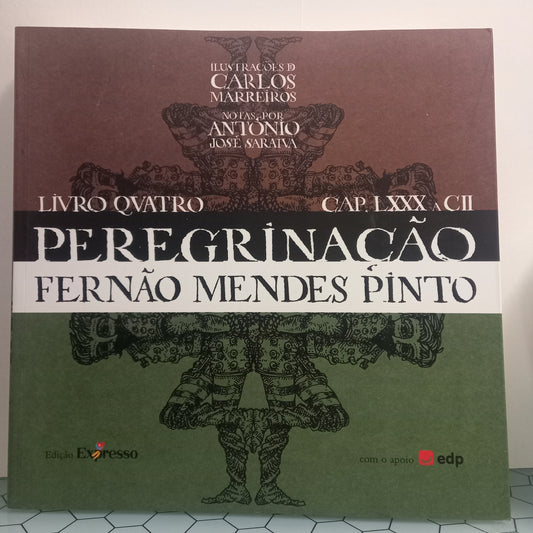 ILUSTRAÇÕES D
CARLOS
MARREIROS
NOTAS POR
ANTÓNIO
JOSÉ SARAIVA
LIVRO QVATRO
CAP. LXXX A CII
PEREGRINAÇÃO
FERNÃO MENDES PINTO
Edição Expresso
com o apoio edp